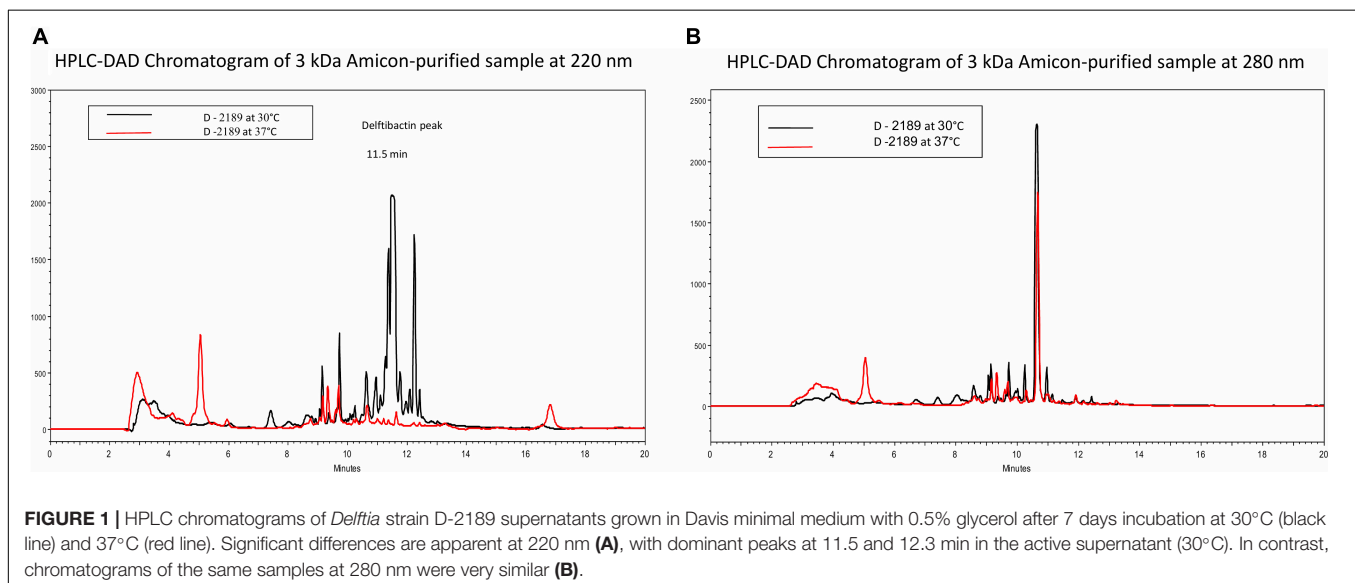 A
HPLC-DAD Chromatogram of 3 kDa Amicon-purified sample at 220 nm
3000
2500
2000
1500
1000
500
0
D - 2189 at 30°C
D -2189 at 37°C
Delftibactin peak
11.5 min
0 2 4 6 8 10 12 14 16 18 20
Minutes
B
HPLC-DAD Chromatogram of 3 kDa Amicon-purified sample at 280 nm
2500
2000
1500
1000
500
0
D - 2189 at 30°C
D -2189 at 37°C
0 2 4 6 8 10 12 14 16 18 20
Minutes
FIGURE 1 | HPLC chromatograms of Delftia strain D-2189 supernatants grown in Davis minimal medium with 0.5% glycerol after 7 days incubation at 30°C (black
line) and 37°C (red line). Significant differences are apparent at 220 nm (A), with dominant peaks at 11.5 and 12.3 min in the active supernatant (30°C). In contrast,
chromatograms of the same samples at 280 nm were very similar (B).